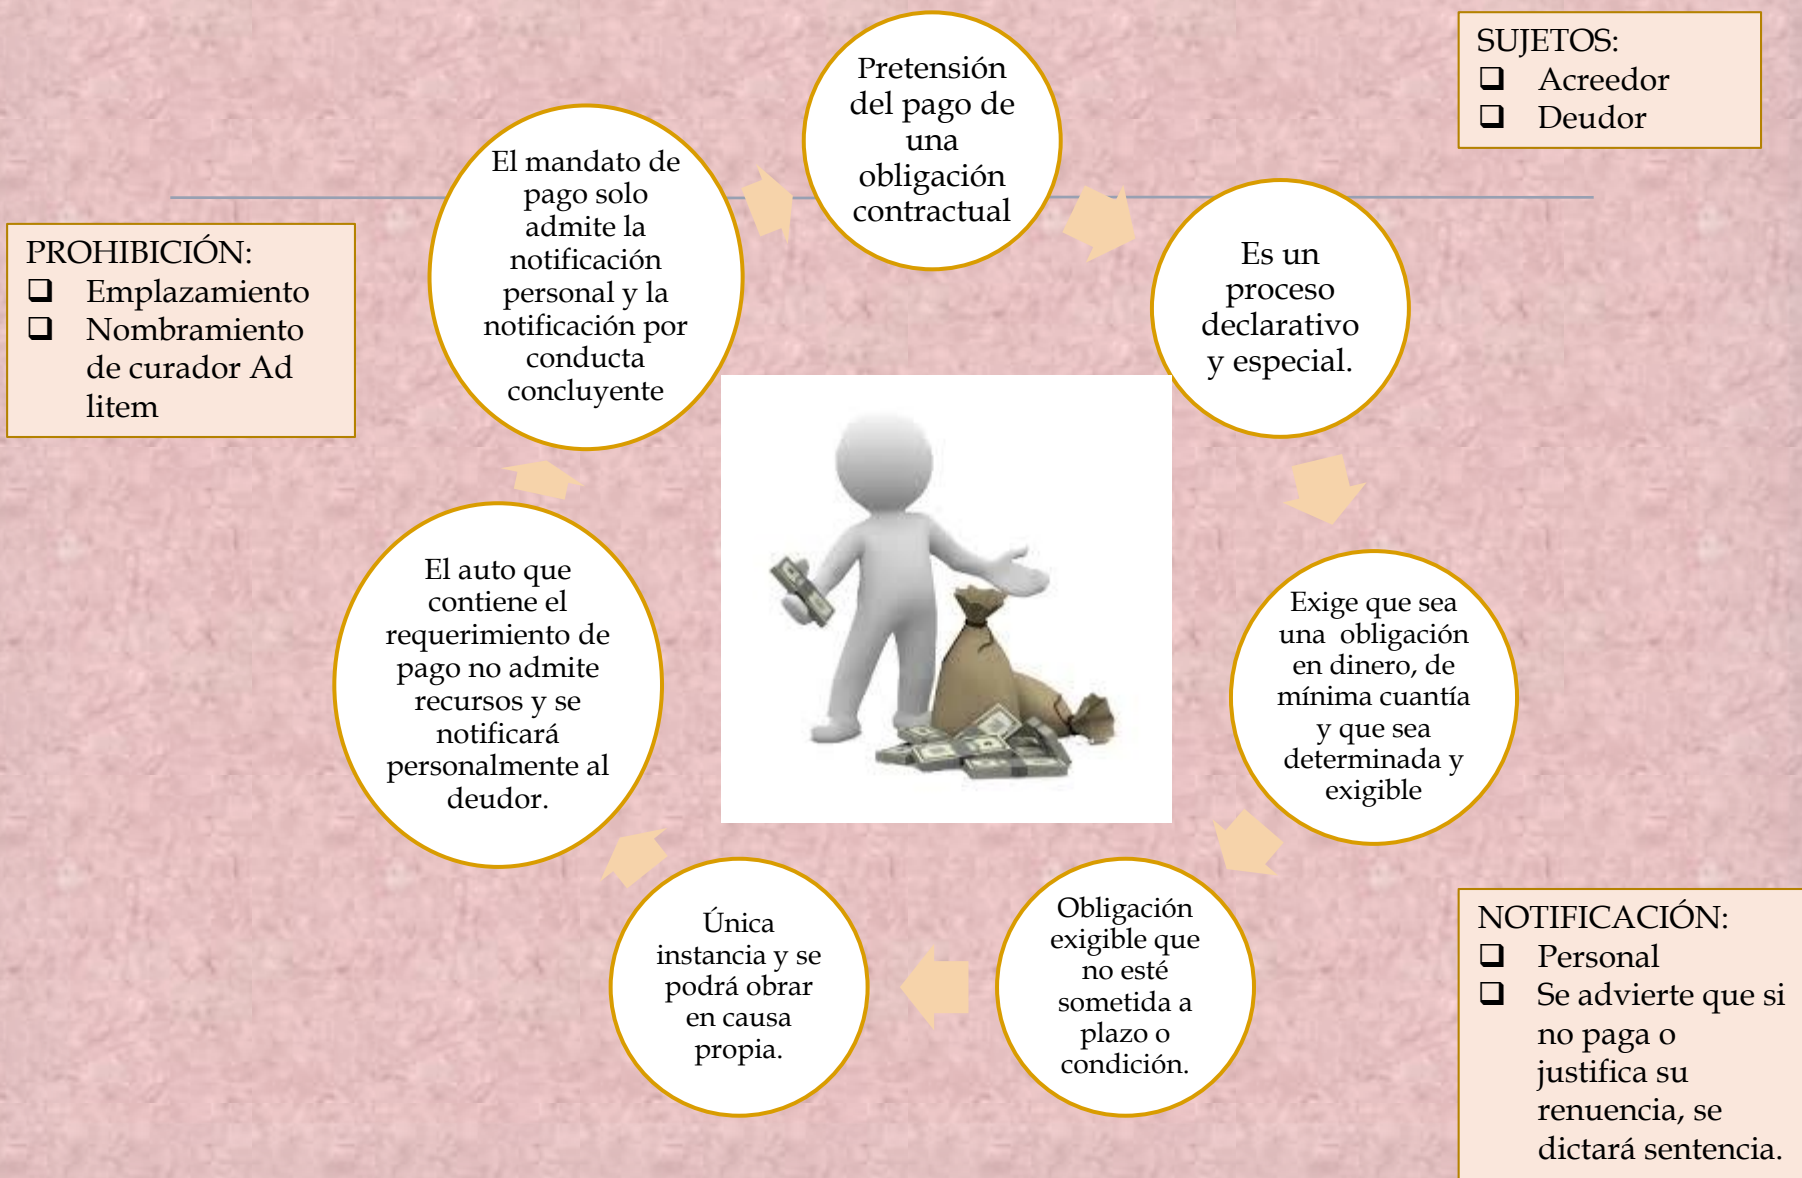 Pretensión
del pago de
una
obligación
contractual
SUJETOS:
❑ Acreedor
❑ Deudor
Es un
proceso
declarativo
y especial.
Exige que sea
una obligación
en dinero, de
mínima cuantía
y que sea
determinada y
exigible
Obligación
exigible que
no esté
sometida a
plazo o
condición.
Única
instancia y se
podrá obrar
en causa
propia.
El auto que
contiene el
requerimiento de
pago no admite
recursos y se
notificará
personalmente al
deudor.
El mandato de
pago solo
admite la
notificación
personal y la
notificación por
conducta
concluyente
PROHIBICIÓN:
❑ Emplazamiento
❑ Nombramiento
de curador Ad
litem
NOTIFICACIÓN:
❑ Personal
❑ Se advierte que si
no paga o
justifica su
renuencia, se
dictará sentencia.